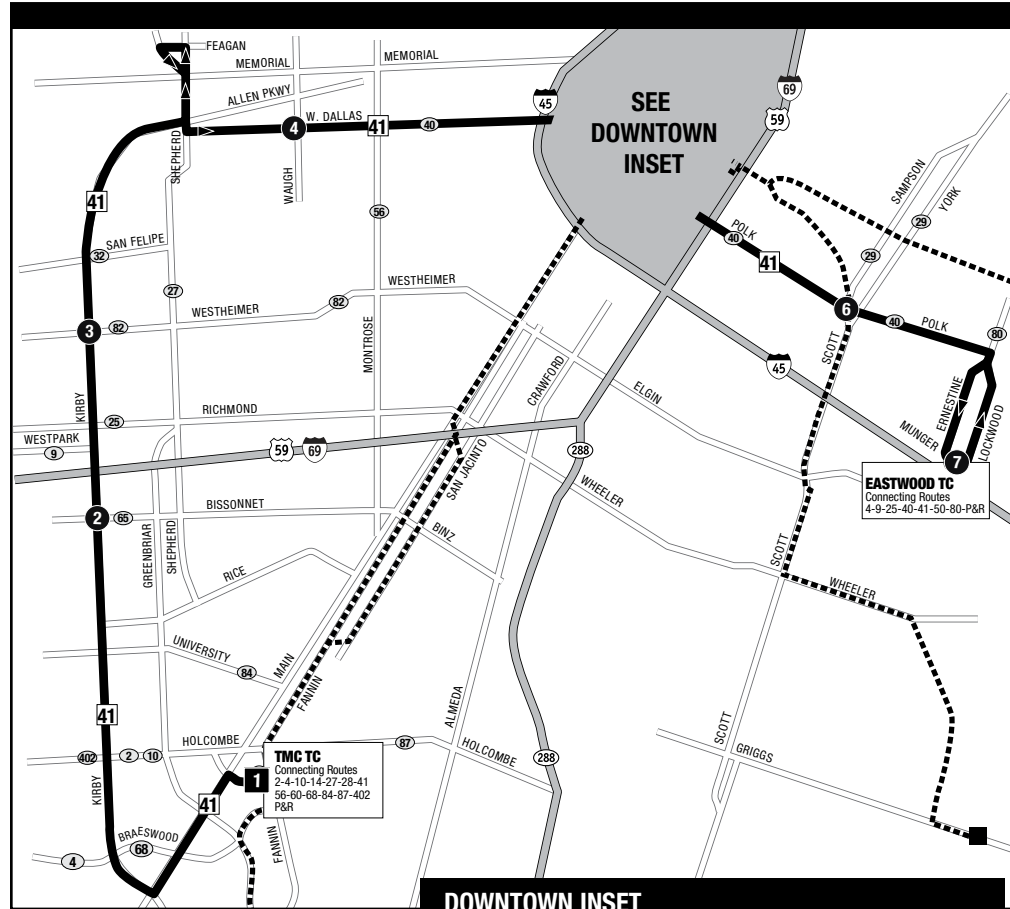 FEAGAN
MEMORIAL
MEMORIAL
69
ALLEN PKWY
45
SEE
DOWNTOWN
INSET
59
W. DALLAS
4
41
40
SHEPHERD
WAUGH
SAMPSON
YORK
41
56
29
POLK
40
SAN FELIPE
32
41
29
27
WESTHEIMER
82
WESTHEIMER
6
3
82
MONTROSE
40
POLK
80
SCOTT
CRAWFORD
45
ELGIN
ERNESTINE
LOCKWOOD
KIRBY
25
RICHMOND
MUNGER
WESTPARK
9
59
69
288
7
SAN JACINTO
WHEELER
EASTWOOD TC
Connecting Routes
4-9-25-40-41-50-80-P&R
2
65
BISSONNET
GREENBRIAR
SHEPHERD
BINZ
SCOTT
RICE
WHEELER
UNIVERSITY
84
MAIN
FANNIN
ALMEDA
41
SCOTT
402
2
10
HOLCOMBE
87
HOLCOMBE
GRIGGS
288
1
TMC TC
Connecting Routes
2-4-10-14-27-28-41
56-60-68-84-87-402
P&R
KIRBY
41
BRAESWOOD
68
4
FANNIN
DOWNTOWN INSET